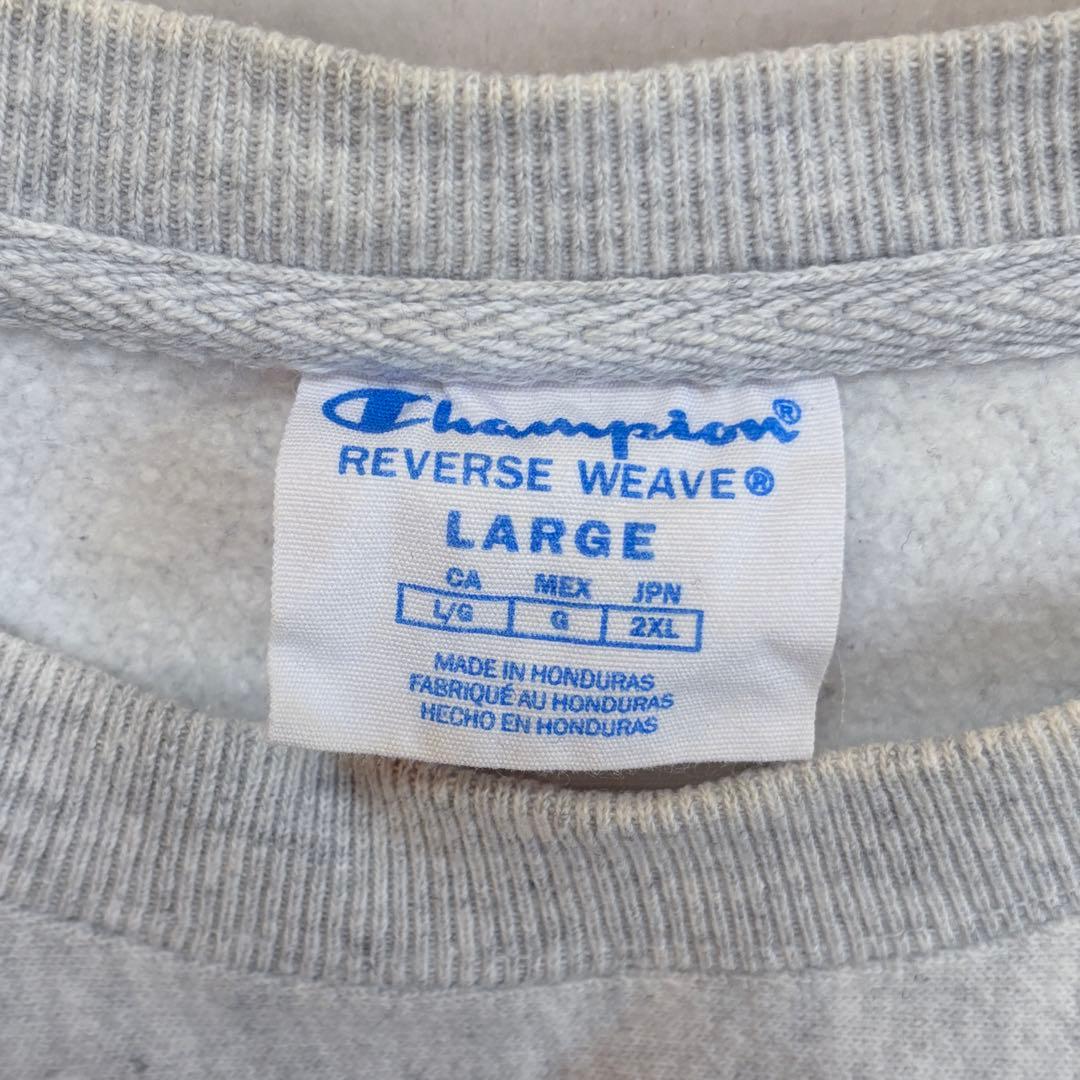 Champion®
REVERSE WEAVE®
LARGE
CA MEX JPN
L/G G 2XL
MADE IN HONDURAS
FABRIQUÉ AU HONDURAS
HECHO EN HONDURAS